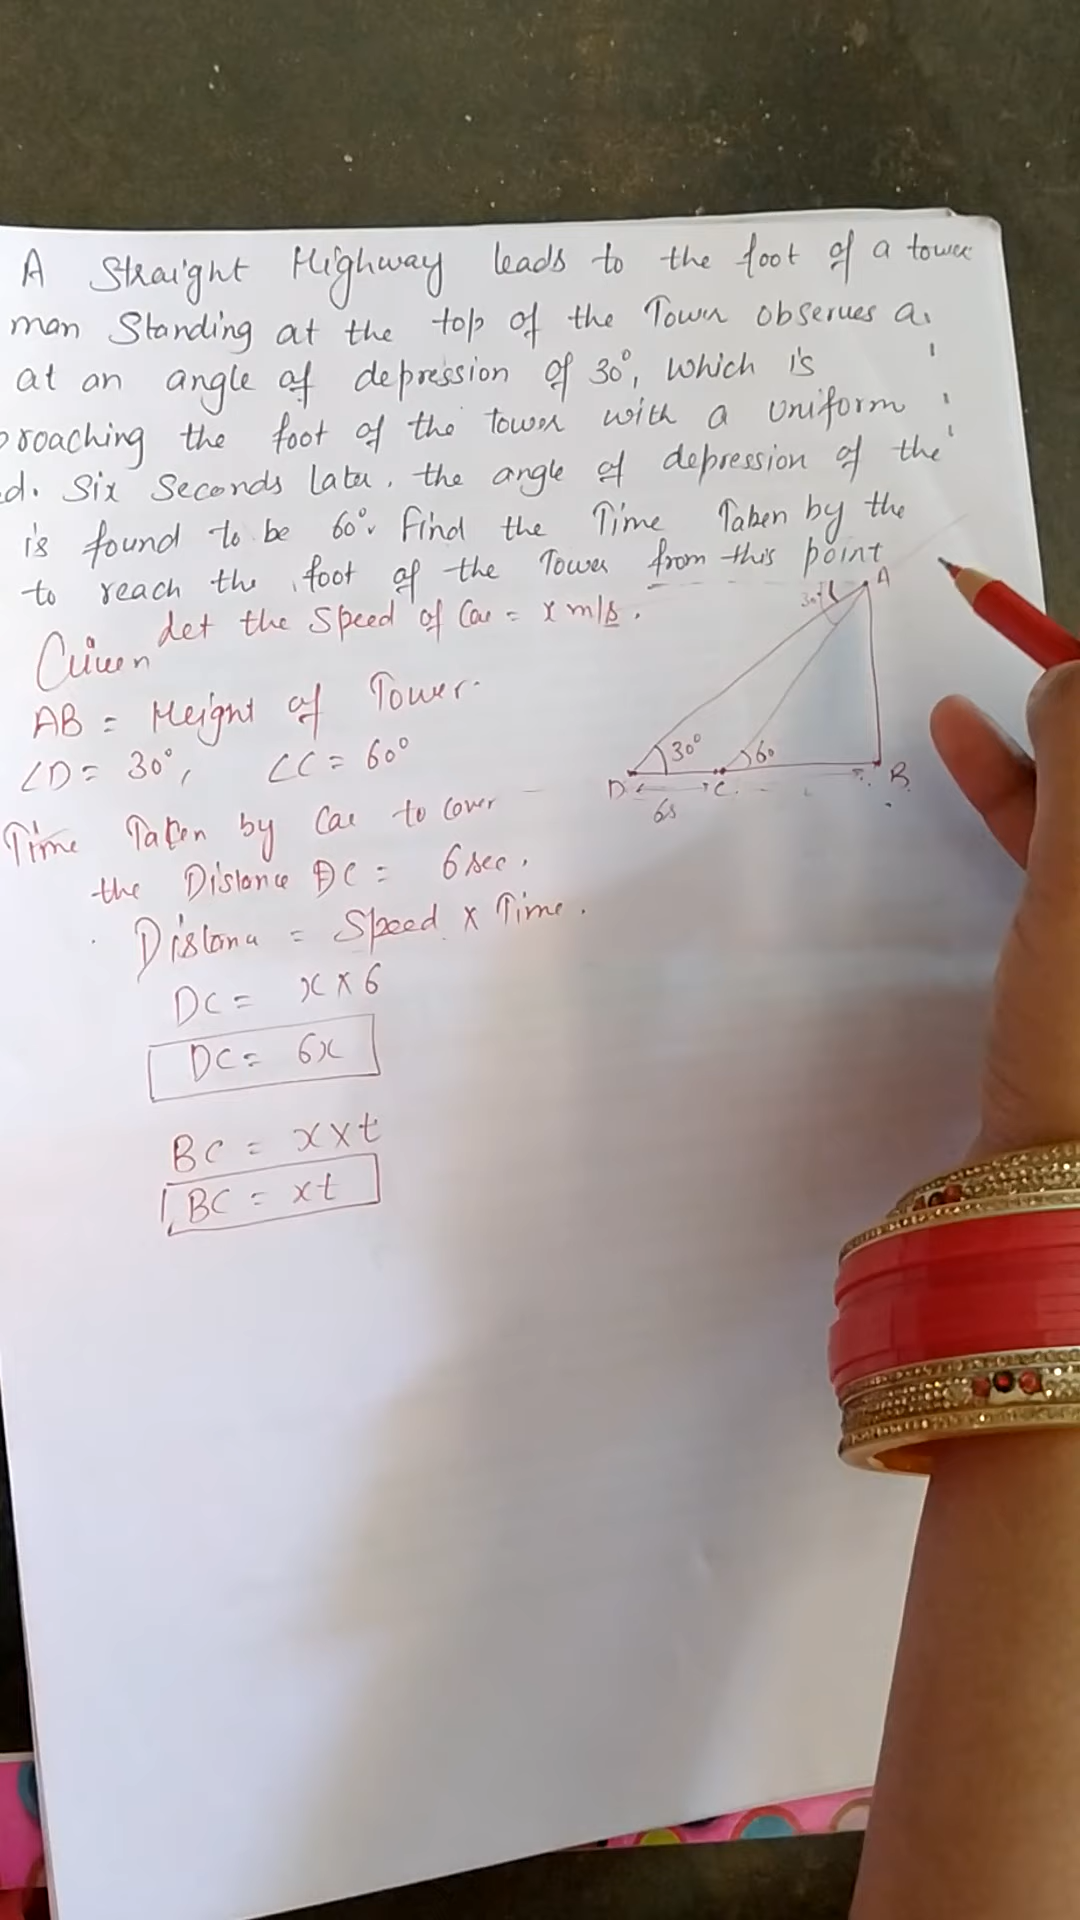 A Straight Highway leads to the foot of a tower
man Standing at the top of the Tower observes a
at an angle of depression of 30°, which is
roaching the foot of the tower with a uniform
d. Six Seconds later. the angle of depression of the
is found to be 60°. Find the Time Taken by the
to reach the foot of the Tower from this point
Let the Speed of Car = x m/s.
Given
AB = Height of Tower.
∠D = 30°, ∠C = 60°
Time Taken by Car to cover
the Distance DC = 6 sec.
Distance = Speed x Time.
DC = x x 6
DC = 6x
BC = x x t
BC = xt
A
30°
30°
60
D
C
B
6s